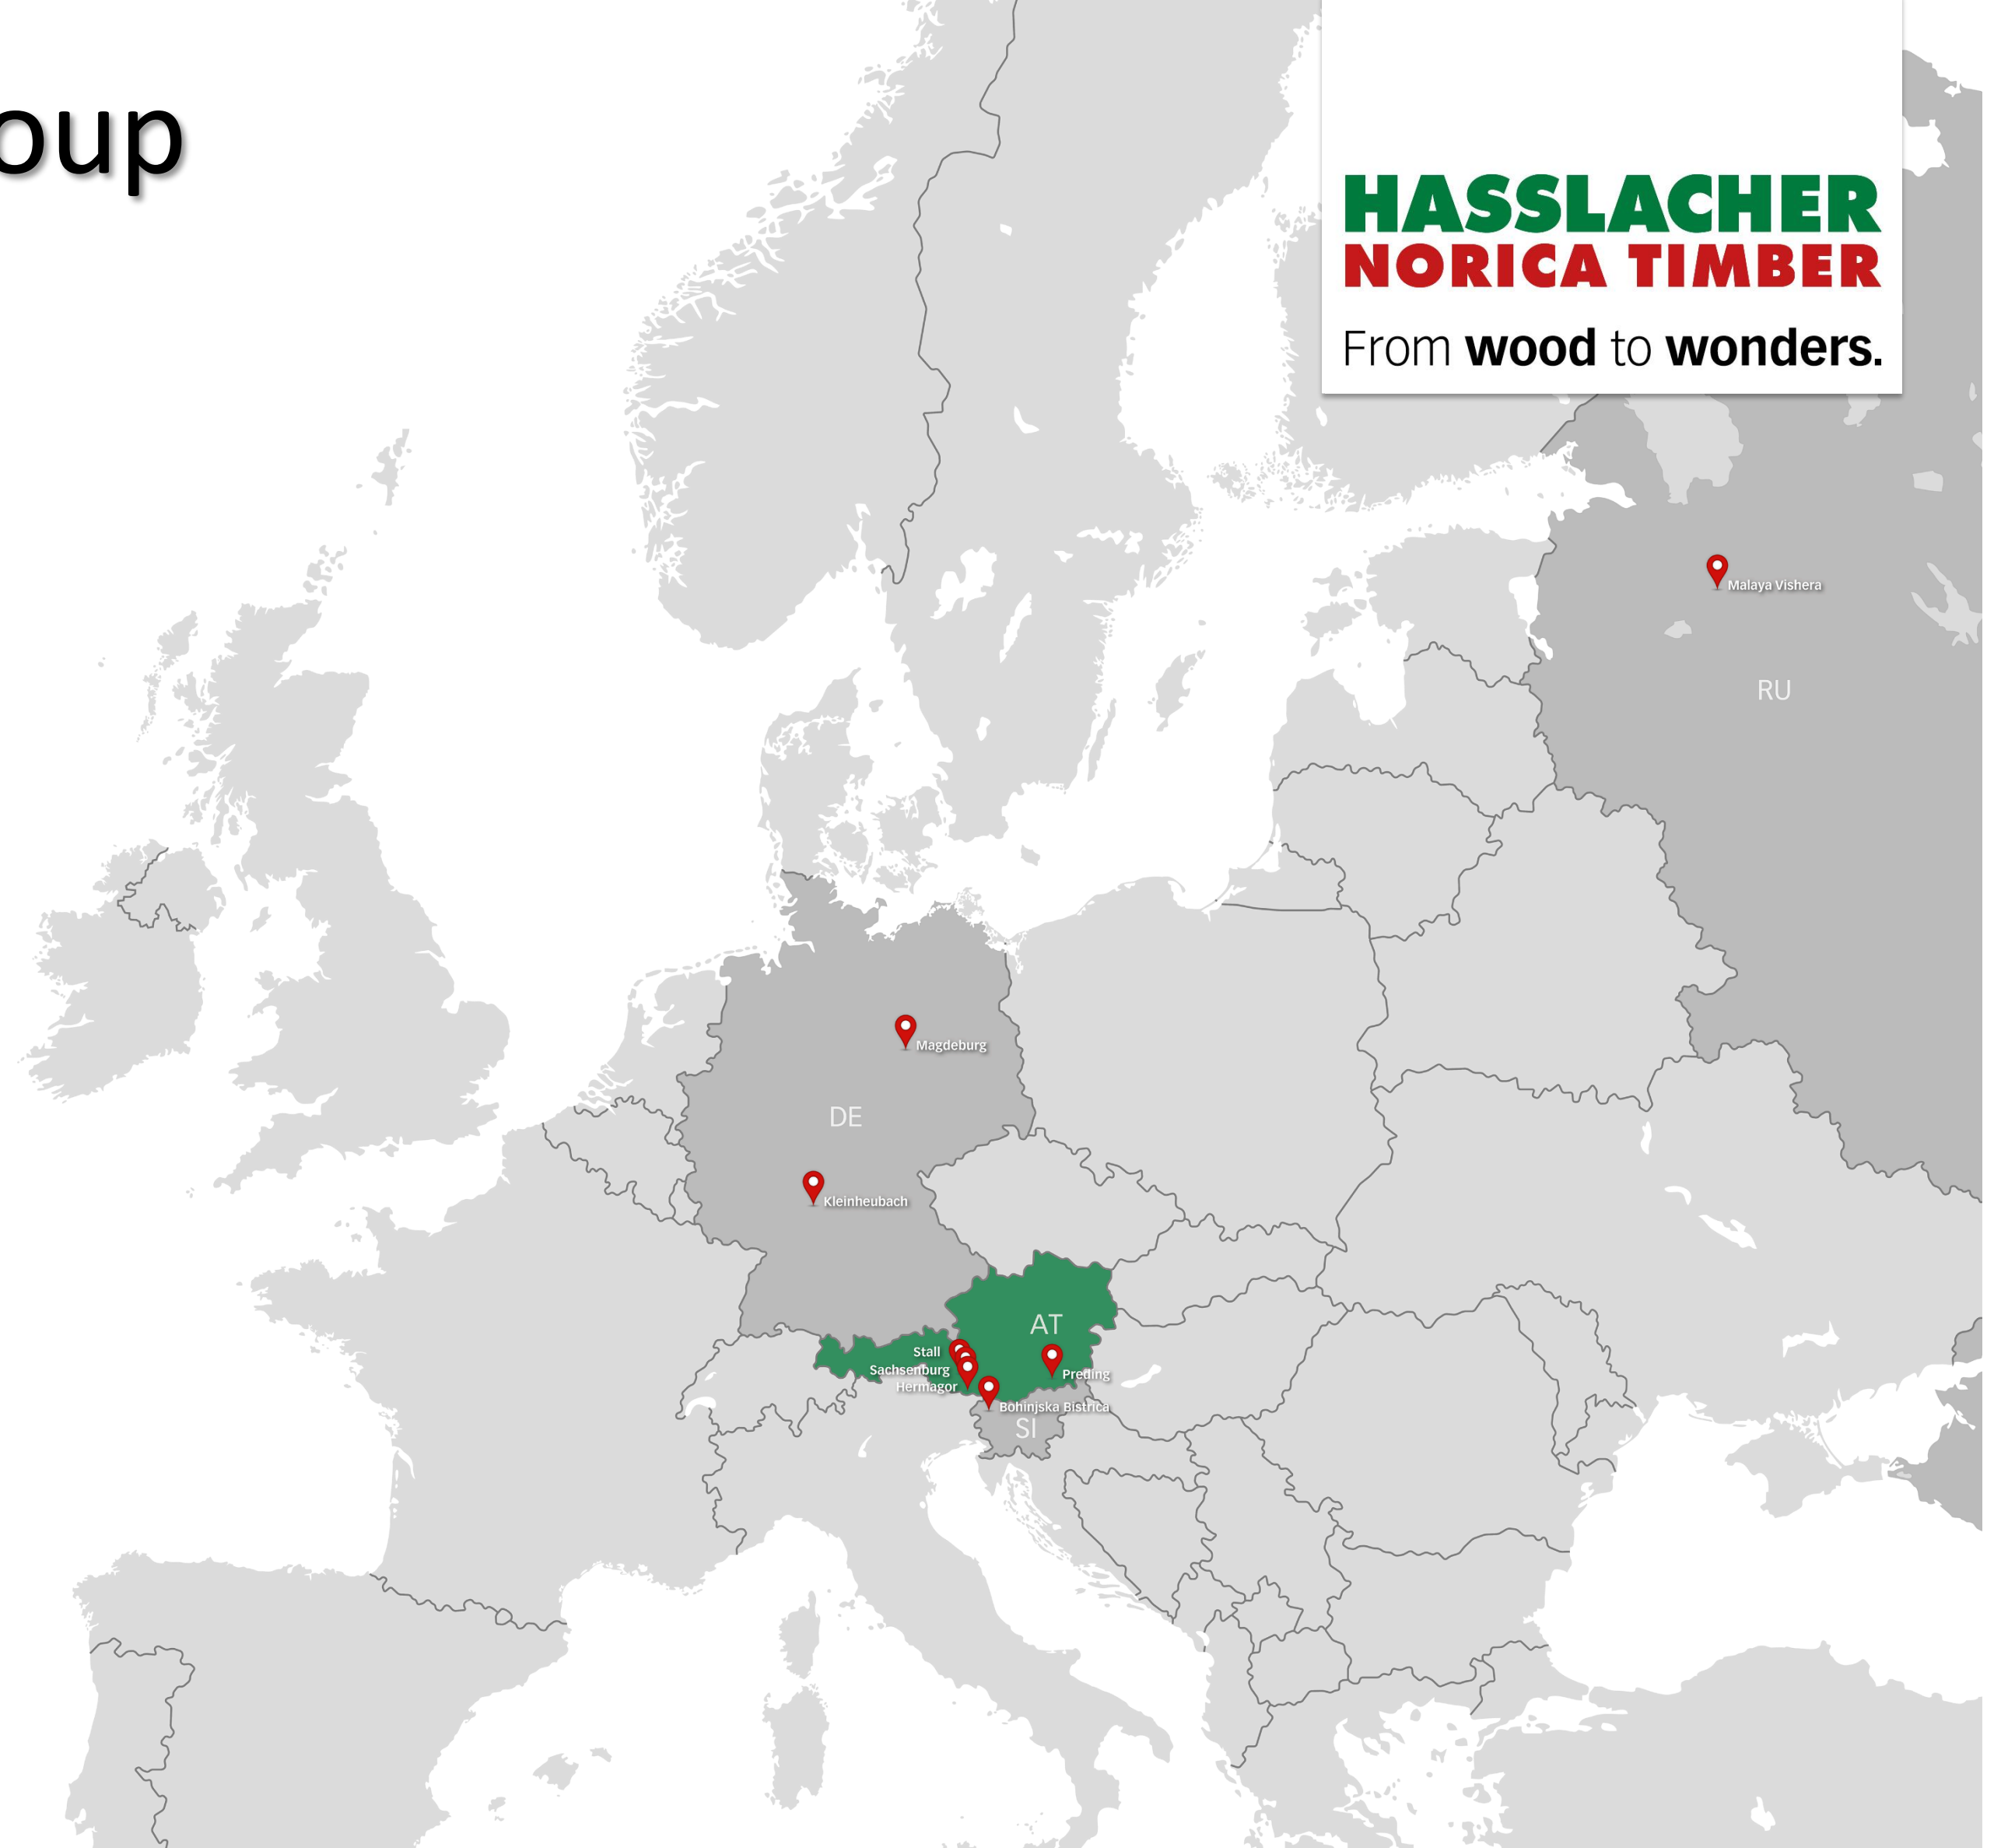 oup
HASSLACHER
NORICA TIMBER
From wood to wonders.
Malaya Vishera
RU
Magdeburg
DE
Kleinheubach
AT
Stall
Sachsenburg
Preding
Hermagor
Bohinjska Bistrica
SI